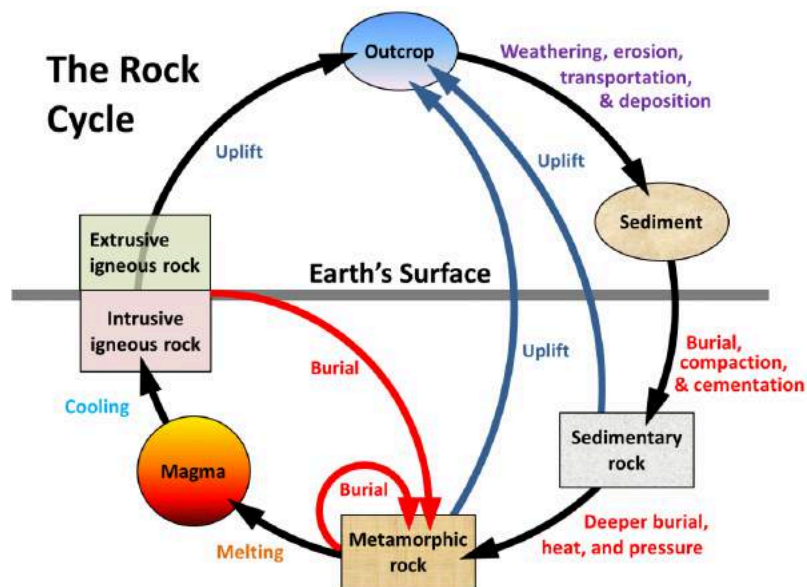 The Rock
Cycle
Outcrop
Weathering, erosion,
transportation,
& deposition
Uplift
Uplift
Sediment
Extrusive
igneous rock
Earth's Surface
Intrusive
igneous rock
Burial
Uplift
Burial,
compaction,
& cementation
Cooling
Magma
Sedimentary
rock
Burial
Melting
Metamorphic
rock
Deeper burial,
heat, and pressure